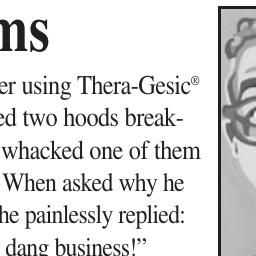 ms
er using Thera-Gesic®
ed two hoods break-
whacked one of them
When asked why he
he painlessly replied:
dang business!”